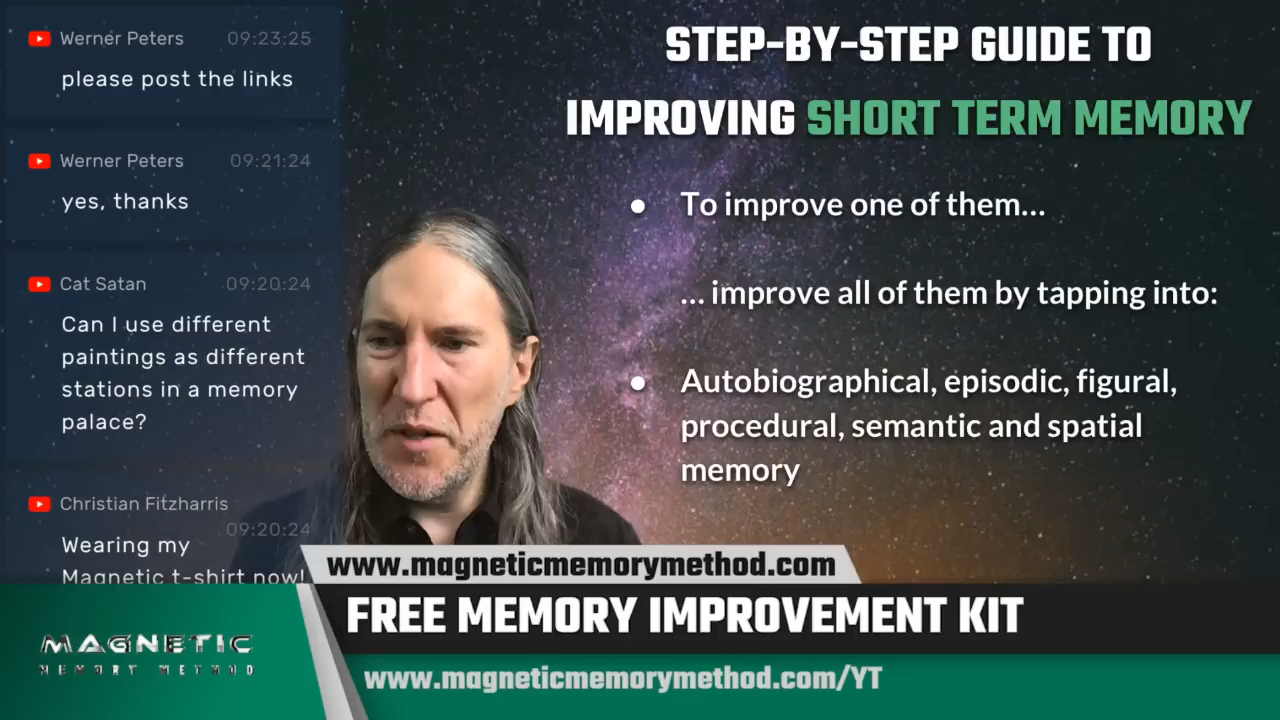 Werner Peters 09:23:25
please post the links
Werner Peters 09:21:24
yes, thanks
Cat Satan 09:20:24
Can I use different
paintings as different
stations in a memory
palace?
Christian Fitzharris
09:20:24
Wearing my
Magnetic t-shirt now!
STEP-BY-STEP GUIDE TO
IMPROVING SHORT TERM MEMORY
• To improve one of them...
... improve all of them by tapping into:
• Autobiographical, episodic, figural,
procedural, semantic and spatial
memory
www.magneticmemorymethod.com
FREE MEMORY IMPROVEMENT KIT
www.magneticmemorymethod.com/YT
MAGNETIC
MEMORY METHOD